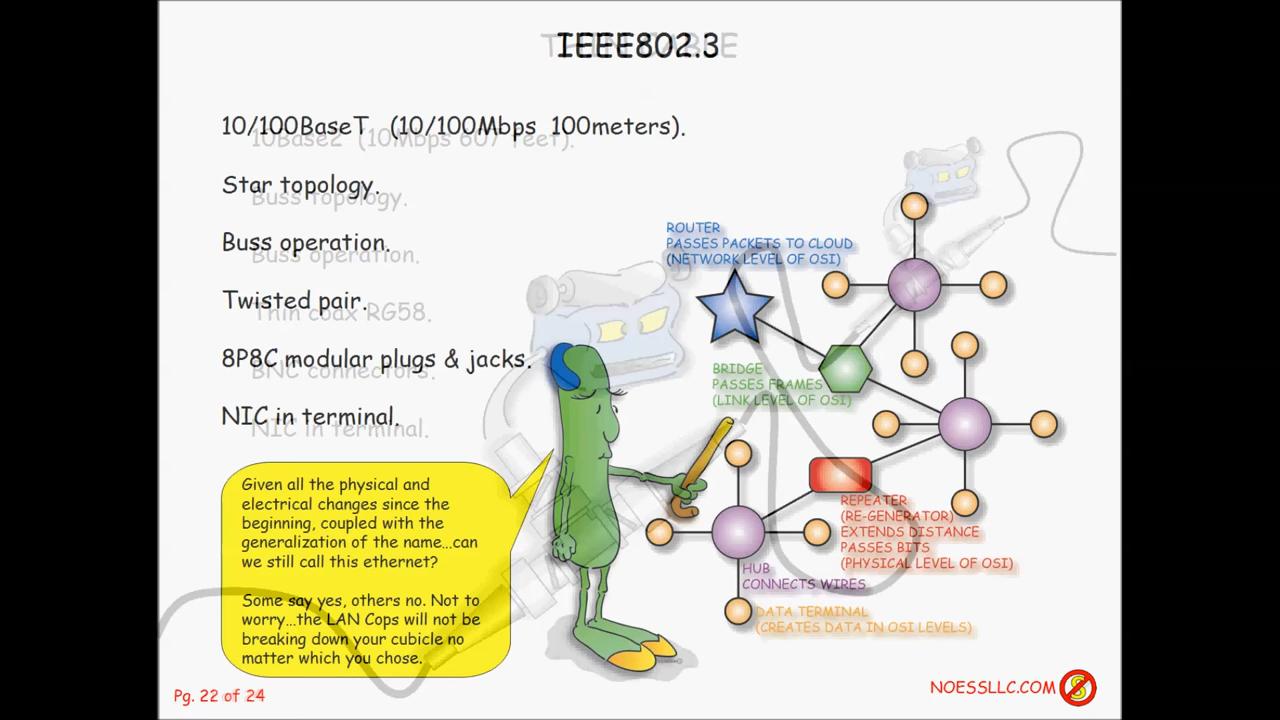 IEEE802.3
10/100BaseT (10/100Mbps 100meters).
10Base2 (10Mbps 607 feet).
Star topology.
Buss topology.
Buss operation.
Buss operation.
Twisted pair.
Thin coax RG58.
8P8C modular plugs & jacks.
BNC connectors.
NIC in terminal.
NIC in terminal.
ROUTER
PASSES PACKETS TO CLOUD
(NETWORK LEVEL OF OSI)
BRIDGE
PASSES FRAMES
(LINK LEVEL OF OSI)
REPEATER
(RE-GENERATOR)
EXTENDS DISTANCE
PASSES BITS
(PHYSICAL LEVEL OF OSI)
HUB
CONNECTS WIRES
DATA TERMINAL
(CREATES DATA IN OSI LEVELS)
Given all the physical and
electrical changes since the
beginning, coupled with the
generalization of the name...can
we still call this ethernet?
Some say yes, others no. Not to
worry...the LAN Cops will not be
breaking down your cubicle no
matter which you chose.
Pg. 22 of 24
NOESSLLC.COM